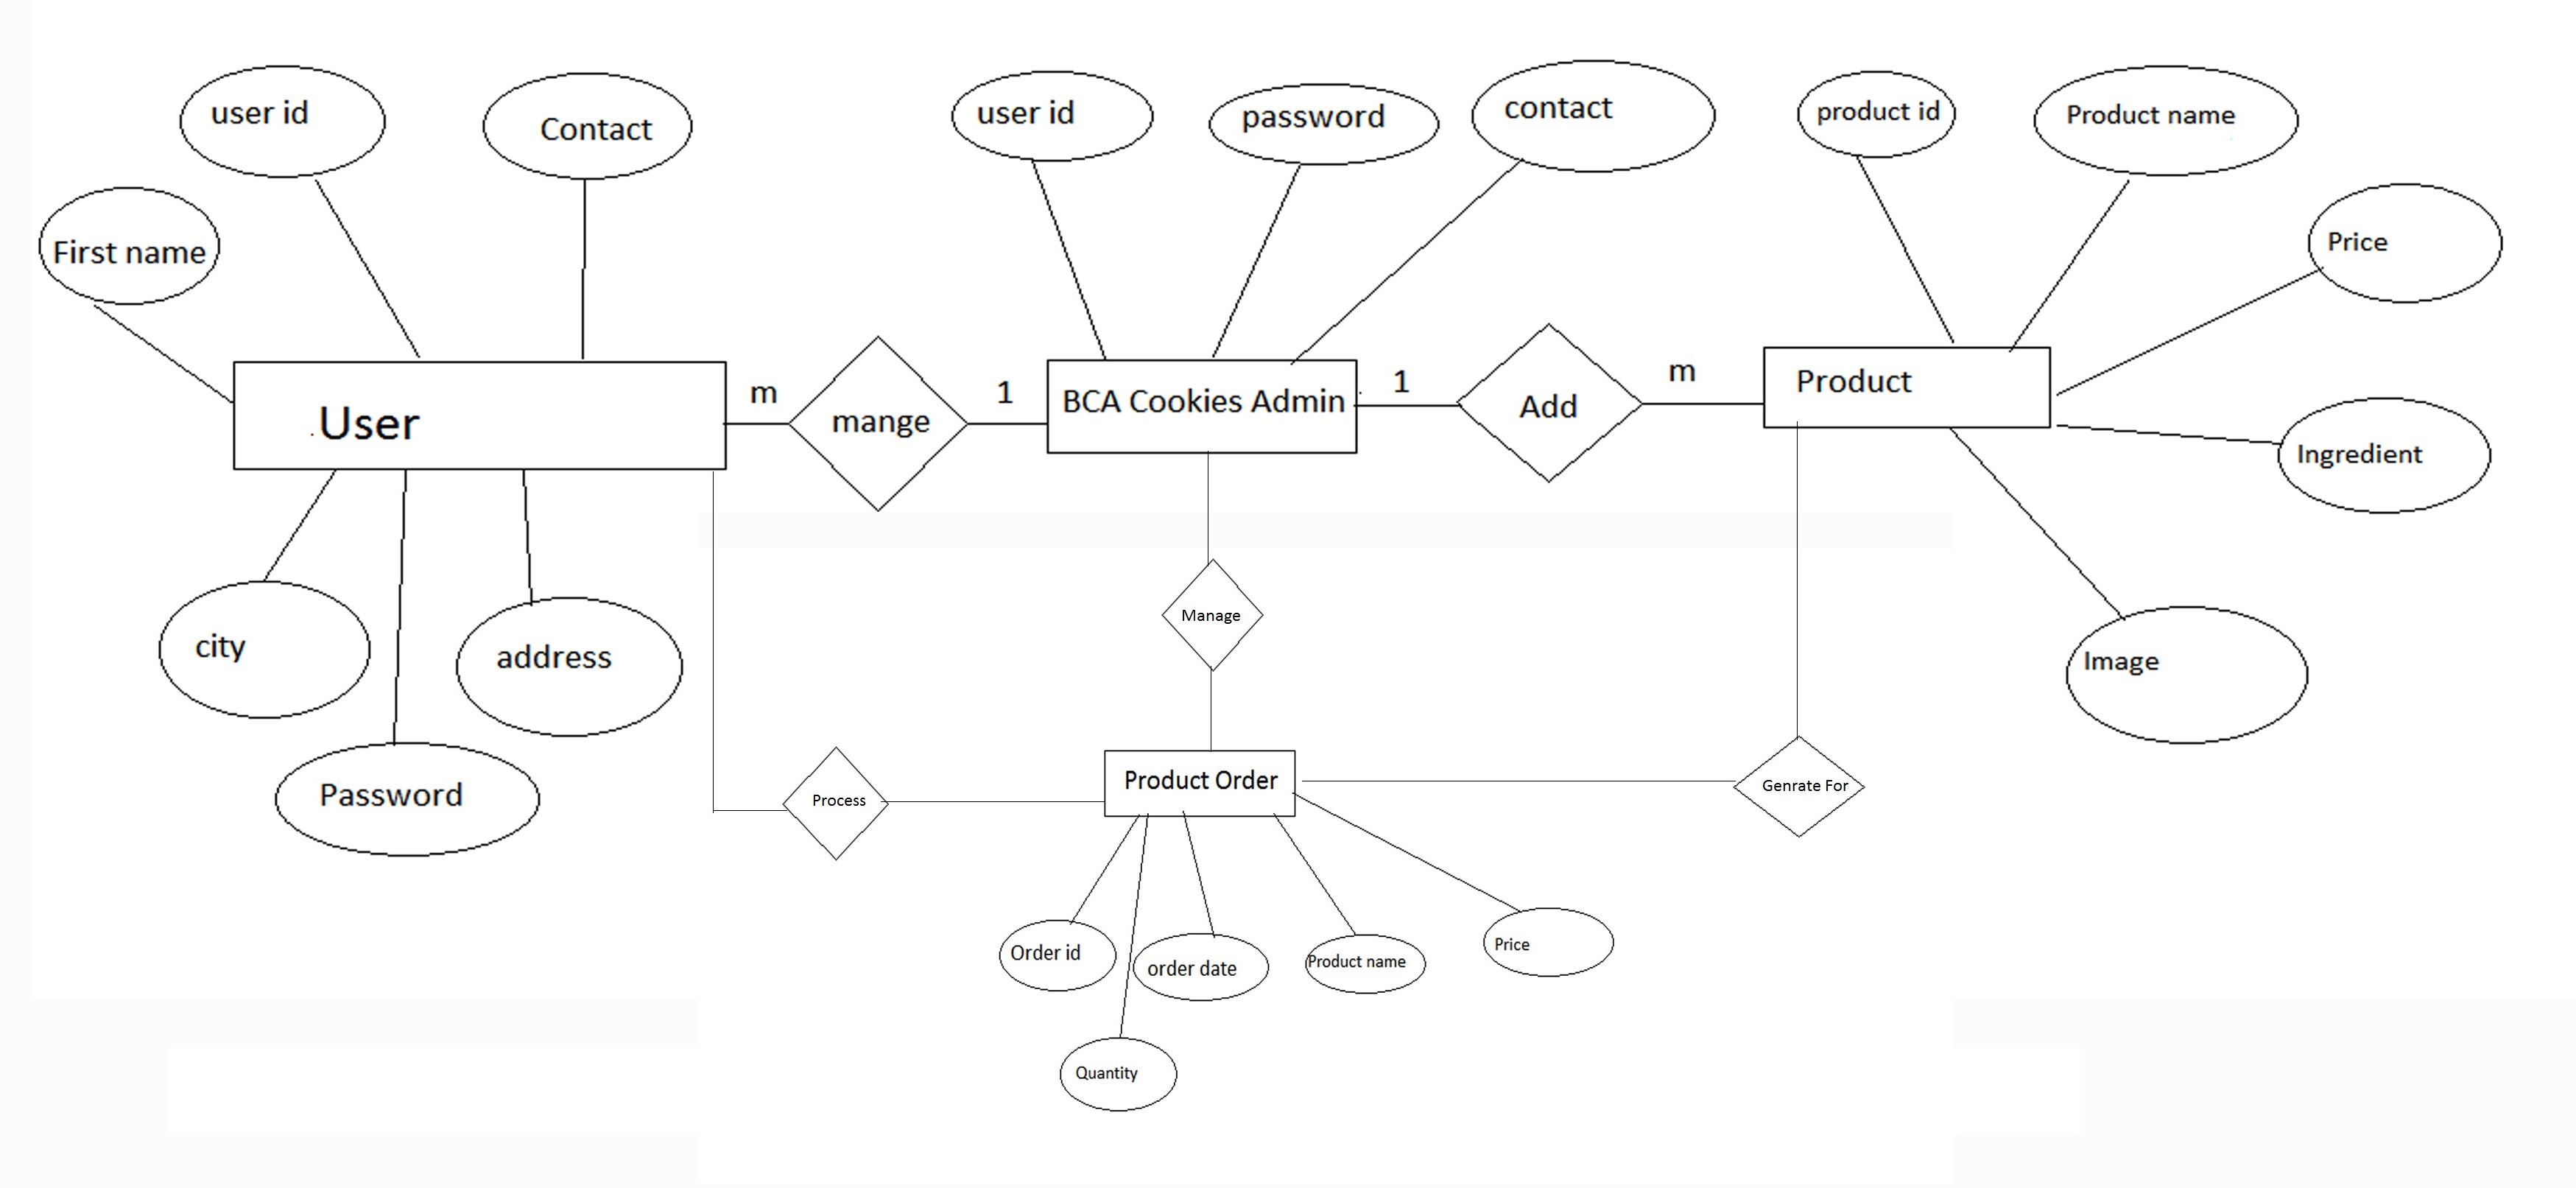 user id
Contact
user id
password
contact
product id
Product name
First name
Price
m
mange
1
BCA Cookies Admin
1
Add
m
Product
User
Ingredient
Manage
city
address
Image
Password
Process
Product Order
Genrate For
Order id
order date
Product name
Price
Quantity